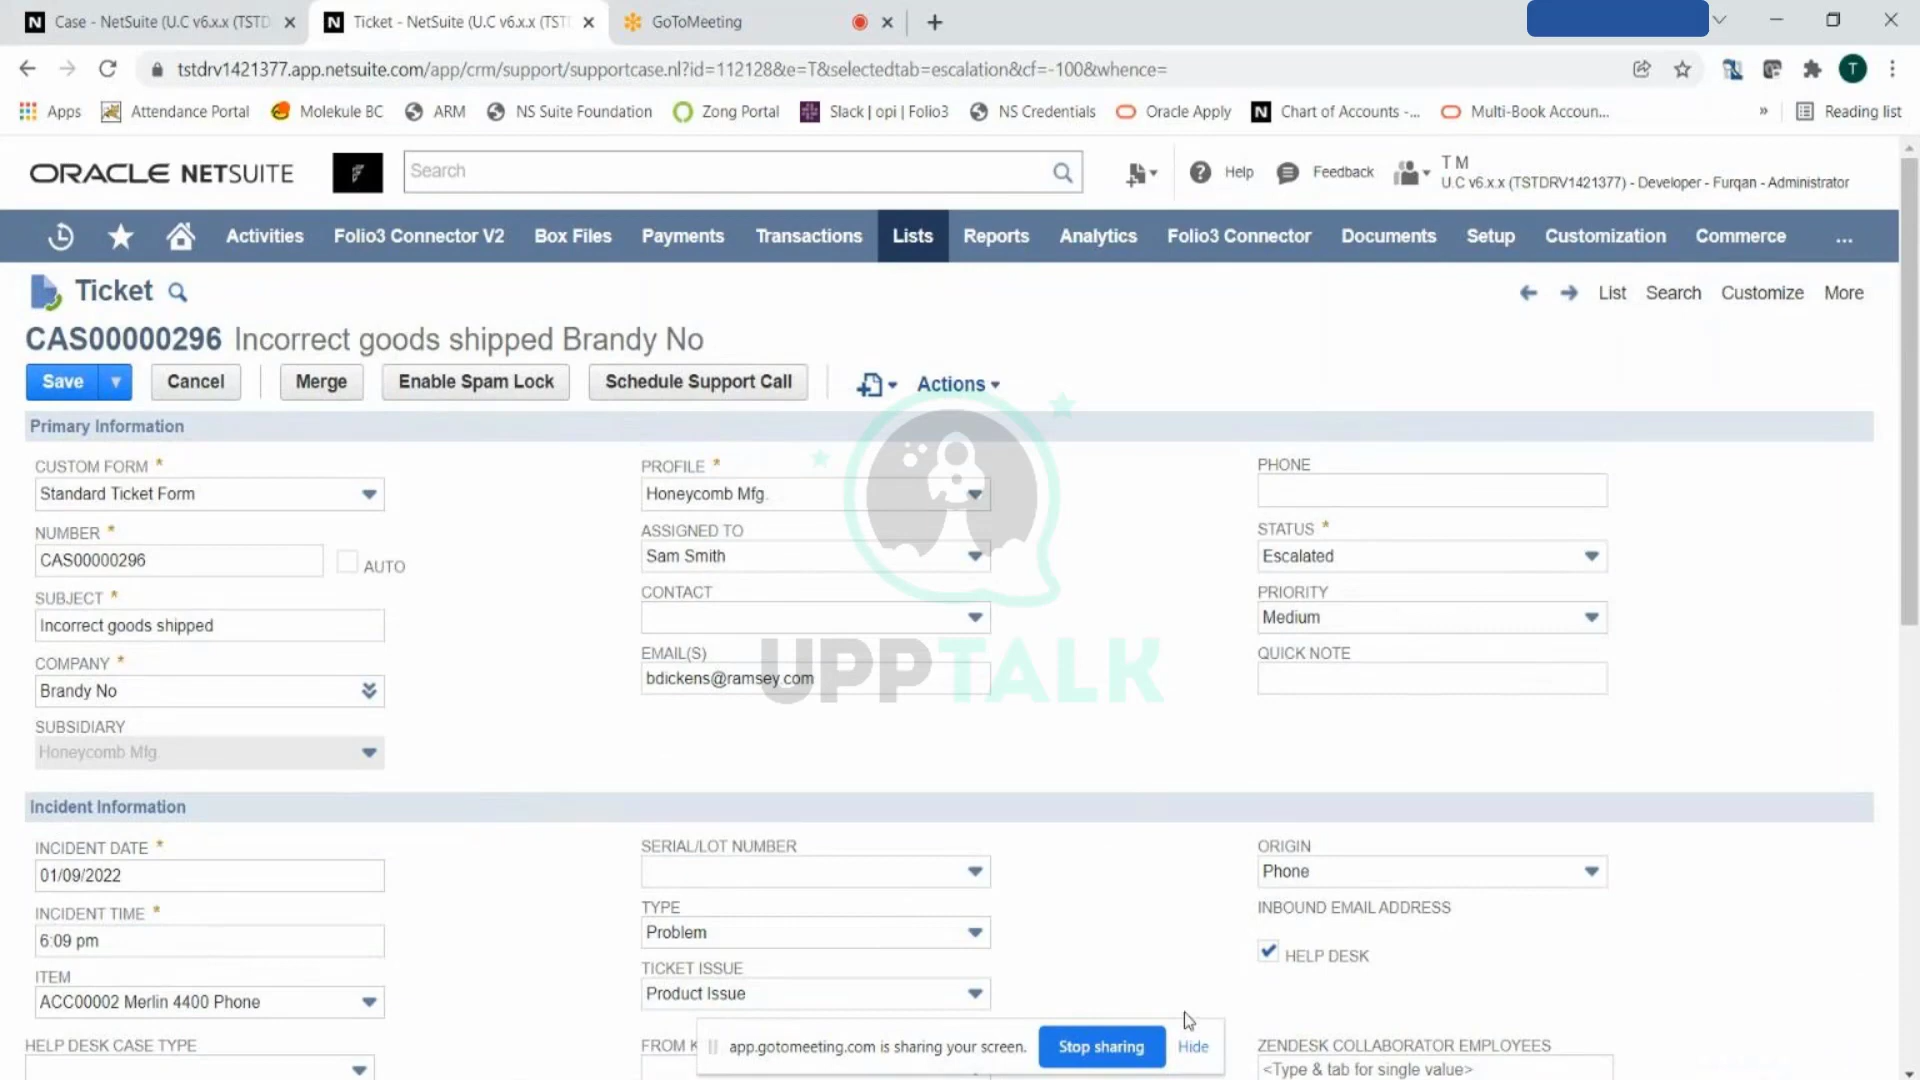 Case - NetSuite (U.C v6.x.x (TSTD
Ticket - NetSuite (U.C v6.x.x (TST
GoToMeeting
tstdrv1421377.app.netsuite.com/app/crm/support/supportcase.nl?id=112128&e=T&selectedtab=escalation&cf=-100&whence=
T
Apps Attendance Portal Molekule BC ARM NS Suite Foundation Zong Portal Slack | opi | Folio3 NS Credentials Oracle Apply Chart of Accounts -... Multi-Book Accoun... » Reading list
ORACLE NETSUITE
Search
Help
Feedback
T M
U.C v6.x.x (TSTDRV1421377) - Developer - Furqan - Administrator
Activities Folio3 Connector V2 Box Files Payments Transactions Lists Reports Analytics Folio3 Connector Documents Setup Customization Commerce ...
Ticket
List Search Customize More
CAS00000296 Incorrect goods shipped Brandy No
Save Cancel Merge Enable Spam Lock Schedule Support Call Actions
Primary Information
CUSTOM FORM *
Standard Ticket Form
NUMBER *
CAS00000296
AUTO
SUBJECT *
Incorrect goods shipped
COMPANY *
Brandy No
SUBSIDIARY
Honeycomb Mfg.
PROFILE *
Honeycomb Mfg.
ASSIGNED TO
Sam Smith
CONTACT
EMAIL(S)
bdickens@ramsey.com
PHONE
STATUS *
Escalated
PRIORITY
Medium
QUICK NOTE
UPPTALK
Incident Information
INCIDENT DATE *
01/09/2022
INCIDENT TIME *
6:09 pm
ITEM
ACC00002 Merlin 4400 Phone
HELP DESK CASE TYPE
SERIAL/LOT NUMBER
TYPE
Problem
TICKET ISSUE
Product Issue
FROM K
ORIGIN
Phone
INBOUND EMAIL ADDRESS
HELP DESK
ZENDESK COLLABORATOR EMPLOYEES
<Type & tab for single value>
app.gotomeeting.com is sharing your screen. Stop sharing Hide